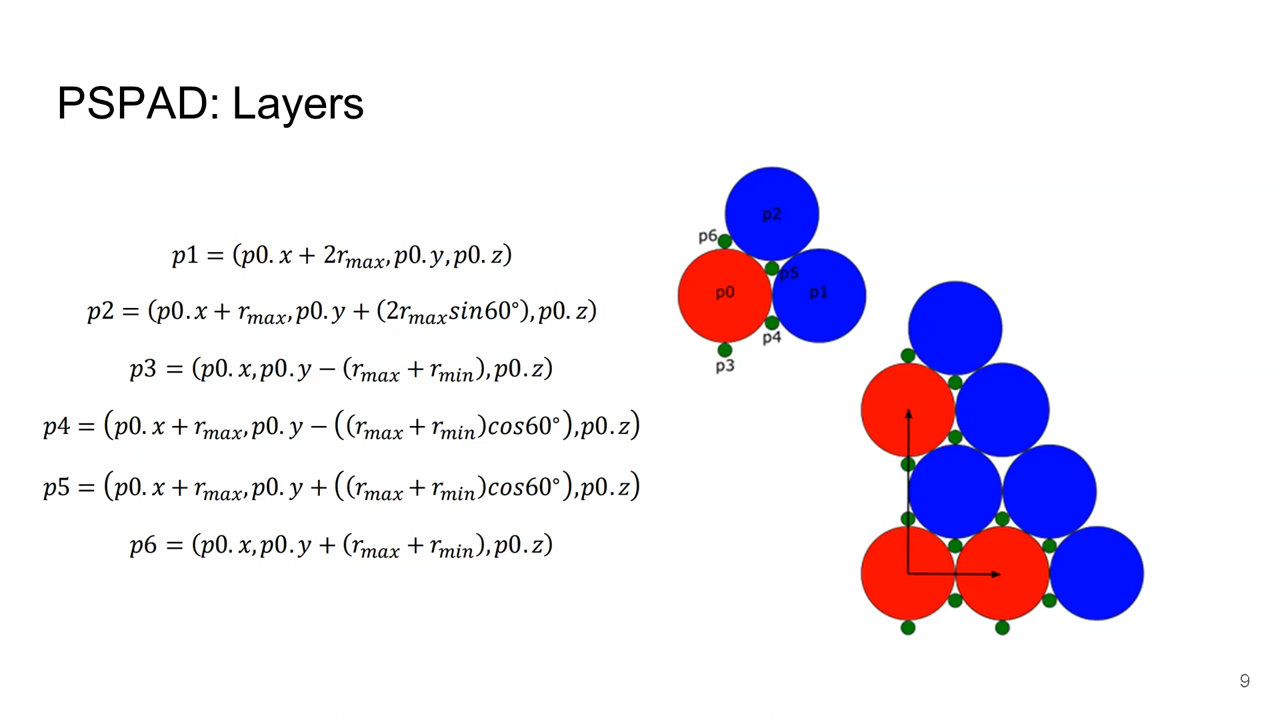 PSPAD: Layers
p1 = (p0.x + 2r_max, p0.y, p0.z)
p2 = (p0.x + r_max, p0.y + (2r_max sin60°), p0.z)
p3 = (p0.x, p0.y − (r_max + r_min), p0.z)
p4 = (p0.x + r_max, p0.y − ((r_max + r_min)cos60°), p0.z)
p5 = (p0.x + r_max, p0.y + ((r_max + r_min)cos60°), p0.z)
p6 = (p0.x, p0.y + (r_max + r_min), p0.z)
p2
p6
p5
p0
p1
p4
p3
9